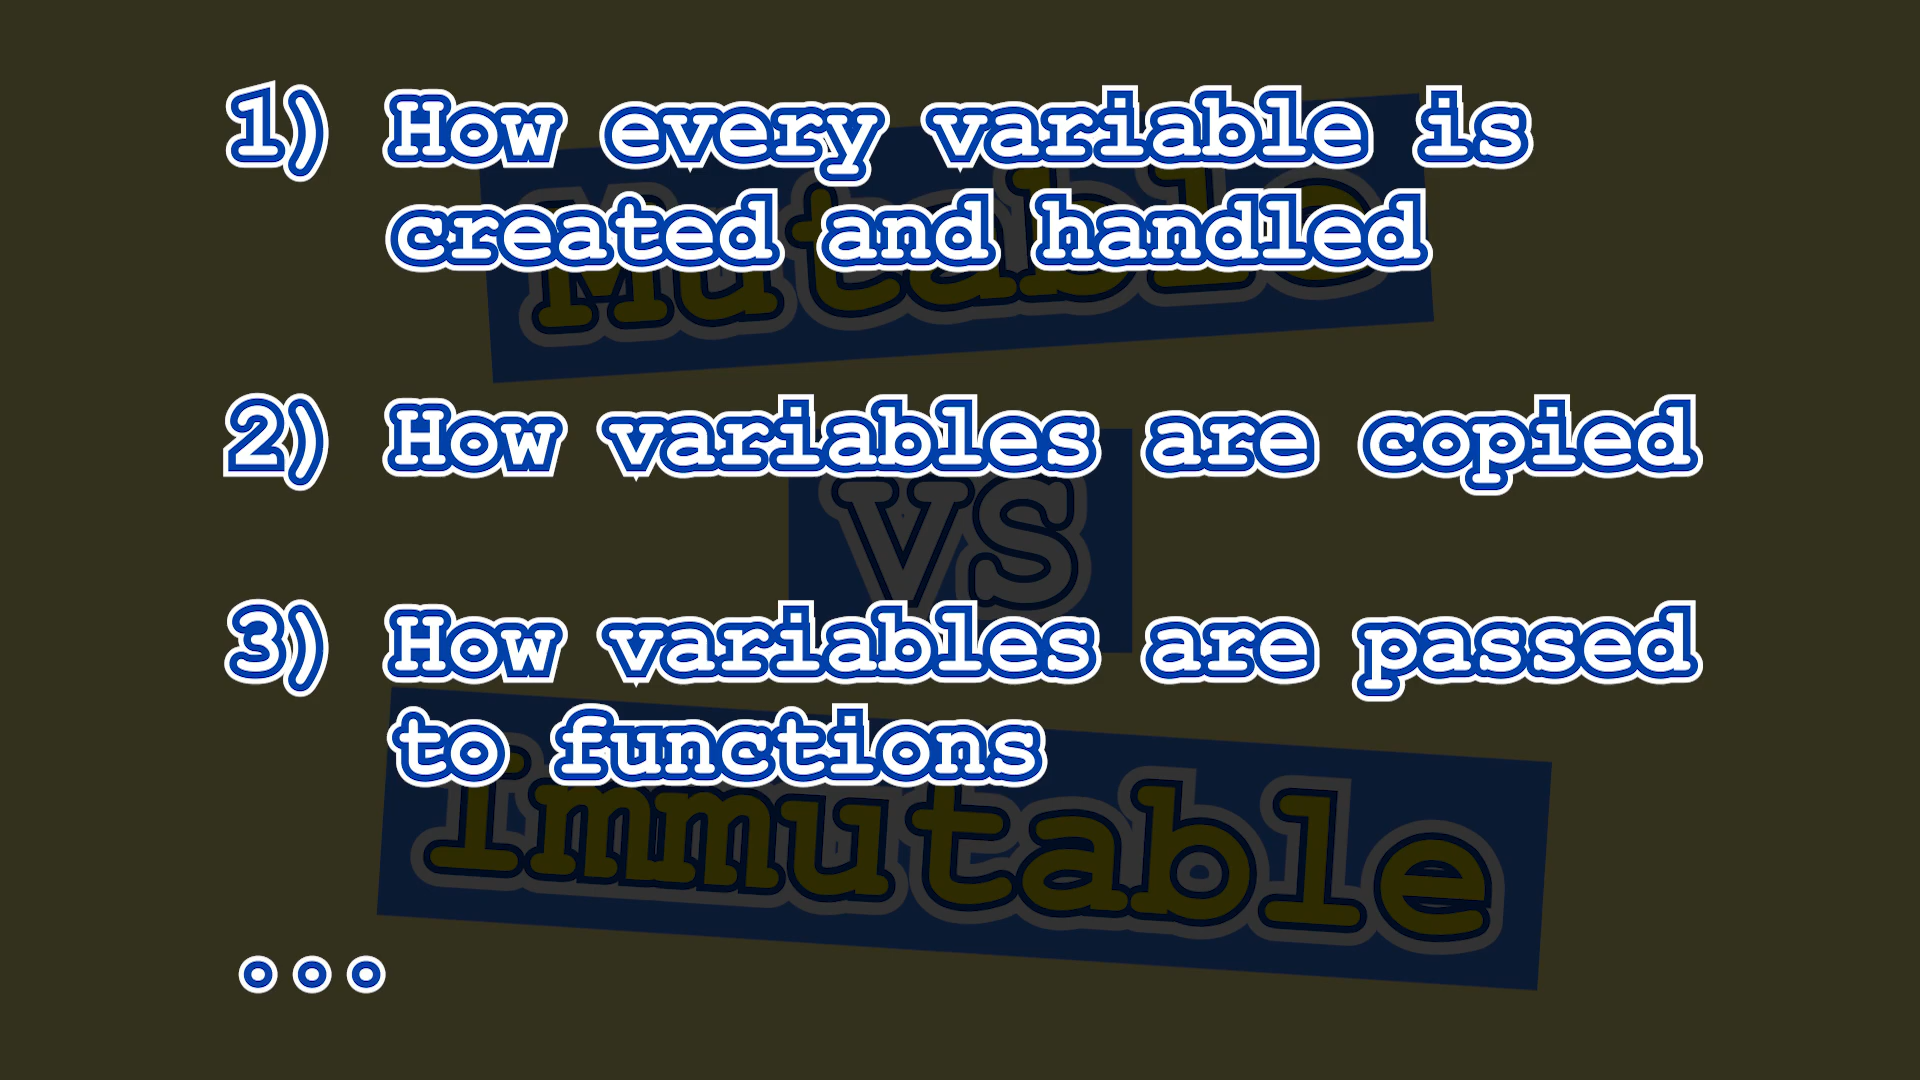 1) How every variable is
created and handled
Mutable
2) How variables are copied
VS
3) How variables are passed
to functions
Immutable
...